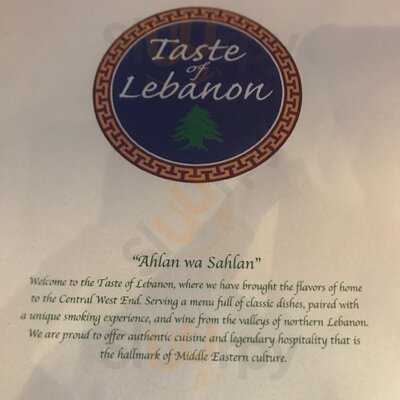 Taste
of
Lebanon
"Ahlan wa Sahlan"
Welcome to the Taste of Lebanon, where we have brought the flavors of home
to the Central West End. Serving a menu full of classic dishes, paired with
a unique smoking experience, and wine from the valleys of northern Lebanon.
We are proud to offer authentic cuisine and legendary hospitality that is
the hallmark of Middle Eastern culture.